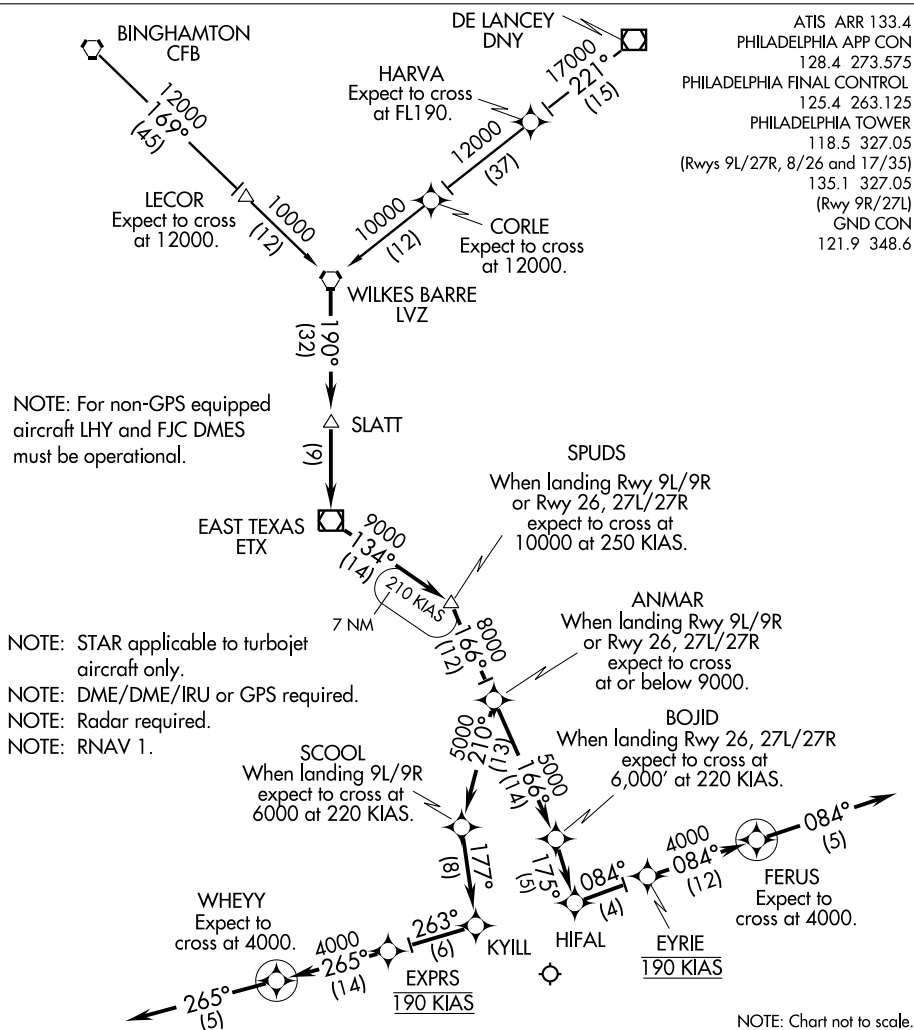 BINGHAMTON
CFB
12000
169°
(45)
LECOR
Expect to cross
at 12000.
10000
(12)
DE LANCEY
DNY
17000
221°
(15)
HARVA
Expect to cross
at FL190.
12000
(37)
CORLE
Expect to cross
at 12000.
10000
(12)
ATIS ARR 133.4
PHILADELPHIA APP CON
128.4 273.575
PHILADELPHIA FINAL CONTROL
125.4 263.125
PHILADELPHIA TOWER
118.5 327.05
(Rwys 9L/27R, 8/26 and 17/35)
135.1 327.05
(Rwy 9R/27L)
GND CON
121.9 348.6
WILKES BARRE
LVZ
190°
(32)
NOTE: For non-GPS equipped
aircraft LHY and FJC DMES
must be operational.
SLATT
(9)
EAST TEXAS
ETX
9000
134°
(14)
210 KIAS
7 NM
SPUDS
When landing Rwy 9L/9R
or Rwy 26, 27L/27R
expect to cross at
10000 at 250 KIAS.
8000
166°
(12)
ANMAR
When landing Rwy 9L/9R
or Rwy 26, 27L/27R
expect to cross
at or below 9000.
NOTE: STAR applicable to turbojet
aircraft only.
NOTE: DME/DME/IRU or GPS required.
NOTE: Radar required.
NOTE: RNAV 1.
5000
210°
(13)
5000
166°
(14)
SCOOL
When landing 9L/9R
expect to cross at
6000 at 220 KIAS.
BOJID
When landing Rwy 26, 27L/27R
expect to cross at
6,000' at 220 KIAS.
177°
(8)
175°
(5)
KYILL
HIFAL
084°
(4)
EYRIE
190 KIAS
4000
084°
(12)
FERUS
Expect to
cross at 4000.
084°
(5)
263°
(6)
EXPRS
190 KIAS
4000
265°
(14)
WHEYY
Expect to
cross at 4000.
265°
(5)
NOTE: Chart not to scale.